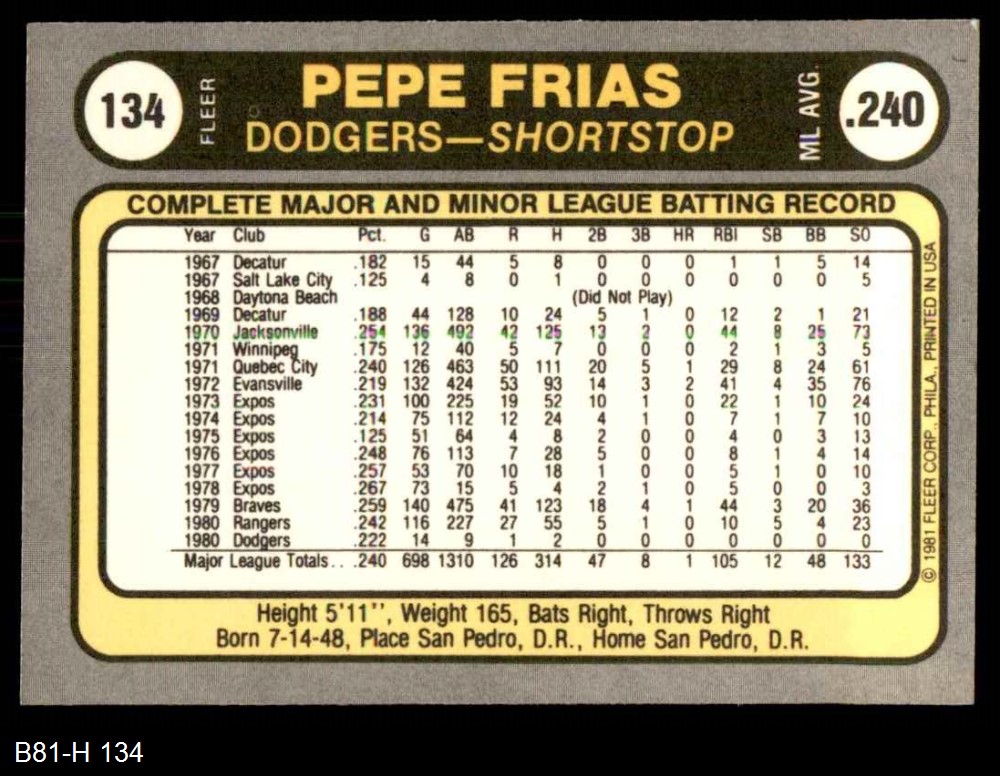 134 FLEER PEPE FRIAS ML AVG. .240
DODGERS—SHORTSTOP
COMPLETE MAJOR AND MINOR LEAGUE BATTING RECORD
Year Club Pct. G AB R H 2B 3B HR RBI SB BB SO
1967 Decatur .182 15 44 5 8 0 0 0 1 1 5 14
1967 Salt Lake City .125 4 8 0 1 0 0 0 0 0 0 5
1968 Daytona Beach (Did Not Play)
1969 Decatur .188 44 128 10 24 5 1 0 12 2 1 21
1970 Jacksonville .254 136 492 42 125 13 2 0 44 8 25 73
1971 Winnipeg .175 12 40 5 7 0 0 0 2 1 3 5
1971 Quebec City .240 126 463 50 111 20 5 1 29 8 24 61
1972 Evansville .219 132 424 53 93 14 3 2 41 4 35 76
1973 Expos .231 100 225 19 52 10 1 0 22 1 10 24
1974 Expos .214 75 112 12 24 4 1 0 7 1 7 10
1975 Expos .125 51 64 4 8 2 0 0 4 0 3 13
1976 Expos .248 76 113 7 28 5 0 0 8 1 4 14
1977 Expos .257 53 70 10 18 1 0 0 5 1 0 10
1978 Expos .267 73 15 5 4 2 1 0 5 0 0 3
1979 Braves .259 140 475 41 123 18 4 1 44 3 20 36
1980 Rangers .242 116 227 27 55 5 1 0 10 5 4 23
1980 Dodgers .222 14 9 1 2 0 0 0 0 0 0 0
Major League Totals. . .240 698 1310 126 314 47 8 1 105 12 48 133
© 1981 FLEER CORP., PHILA., PRINTED IN USA
Height 5'11'', Weight 165, Bats Right, Throws Right
Born 7-14-48, Place San Pedro, D.R., Home San Pedro, D.R.
B81-H 134